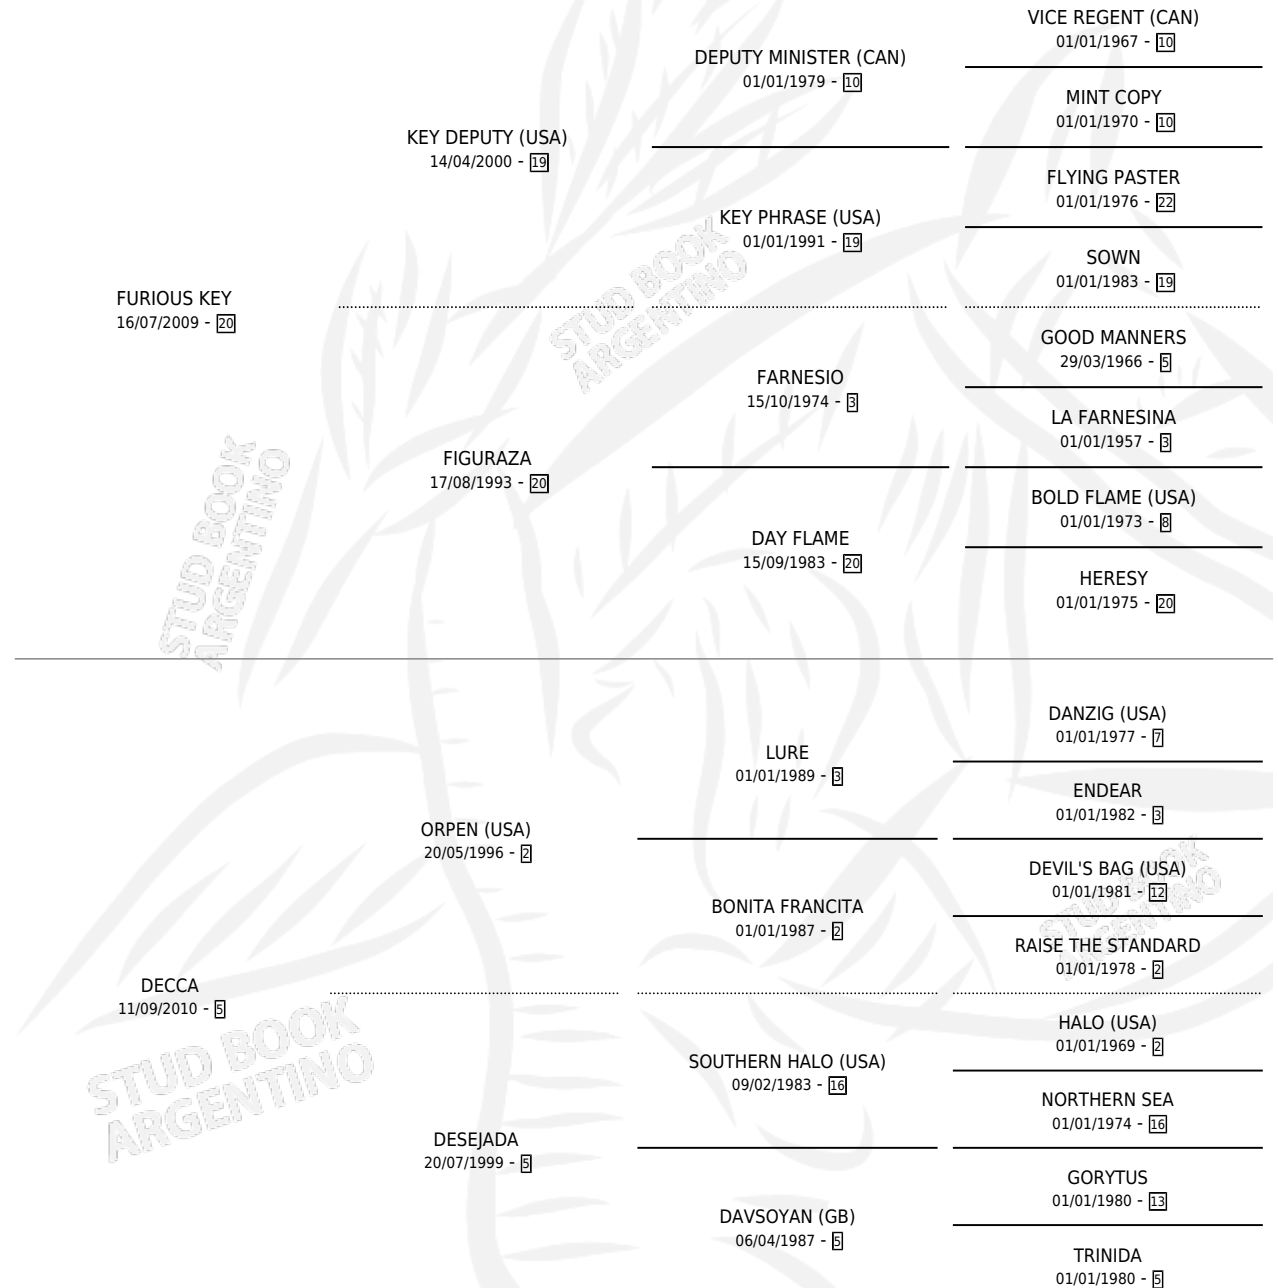 VICE REGENT (CAN)
01/01/1967 - 10
DEPUTY MINISTER (CAN)
01/01/1979 - 10
MINT COPY
01/01/1970 - 10
KEY DEPUTY (USA)
14/04/2000 - 19
FLYING PASTER
01/01/1976 - 22
KEY PHRASE (USA)
01/01/1991 - 19
SOWN
01/01/1983 - 19
FURIOUS KEY
16/07/2009 - 20
GOOD MANNERS
29/03/1966 - 5
FARNESIO
15/10/1974 - 3
LA FARNESINA
01/01/1957 - 3
FIGURAZA
17/08/1993 - 20
BOLD FLAME (USA)
01/01/1973 - 8
DAY FLAME
15/09/1983 - 20
HERESY
01/01/1975 - 20
STUD BOOK
ARGENTINO
STUD BOOK
ARGENTINO
DANZIG (USA)
01/01/1977 - 7
LURE
01/01/1989 - 3
ENDEAR
01/01/1982 - 3
ORPEN (USA)
20/05/1996 - 2
DEVIL'S BAG (USA)
01/01/1981 - 12
BONITA FRANCITA
01/01/1987 - 2
RAISE THE STANDARD
01/01/1978 - 2
DECCA
11/09/2010 - 5
HALO (USA)
01/01/1969 - 2
SOUTHERN HALO (USA)
09/02/1983 - 16
NORTHERN SEA
01/01/1974 - 16
DESEJADA
20/07/1999 - 5
GORYTUS
01/01/1980 - 13
DAVSOYAN (GB)
06/04/1987 - 5
TRINIDA
01/01/1980 - 5
STUD BOOK
ARGENTINO
STUD BOOK
ARGENTINO